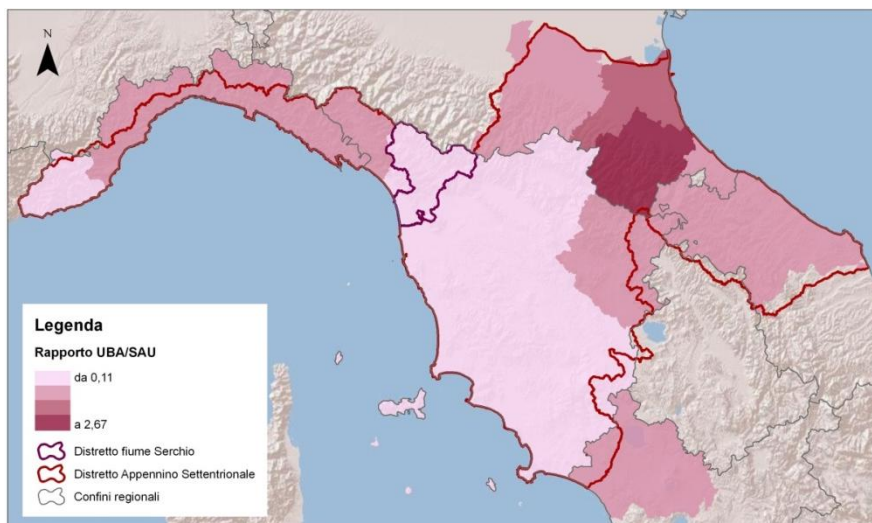 N
Legenda
Rapporto UBA/SAU
da 0,11
a 2,67
Distretto fiume Serchio
Distretto Appennino Settentrionale
Confini regionali